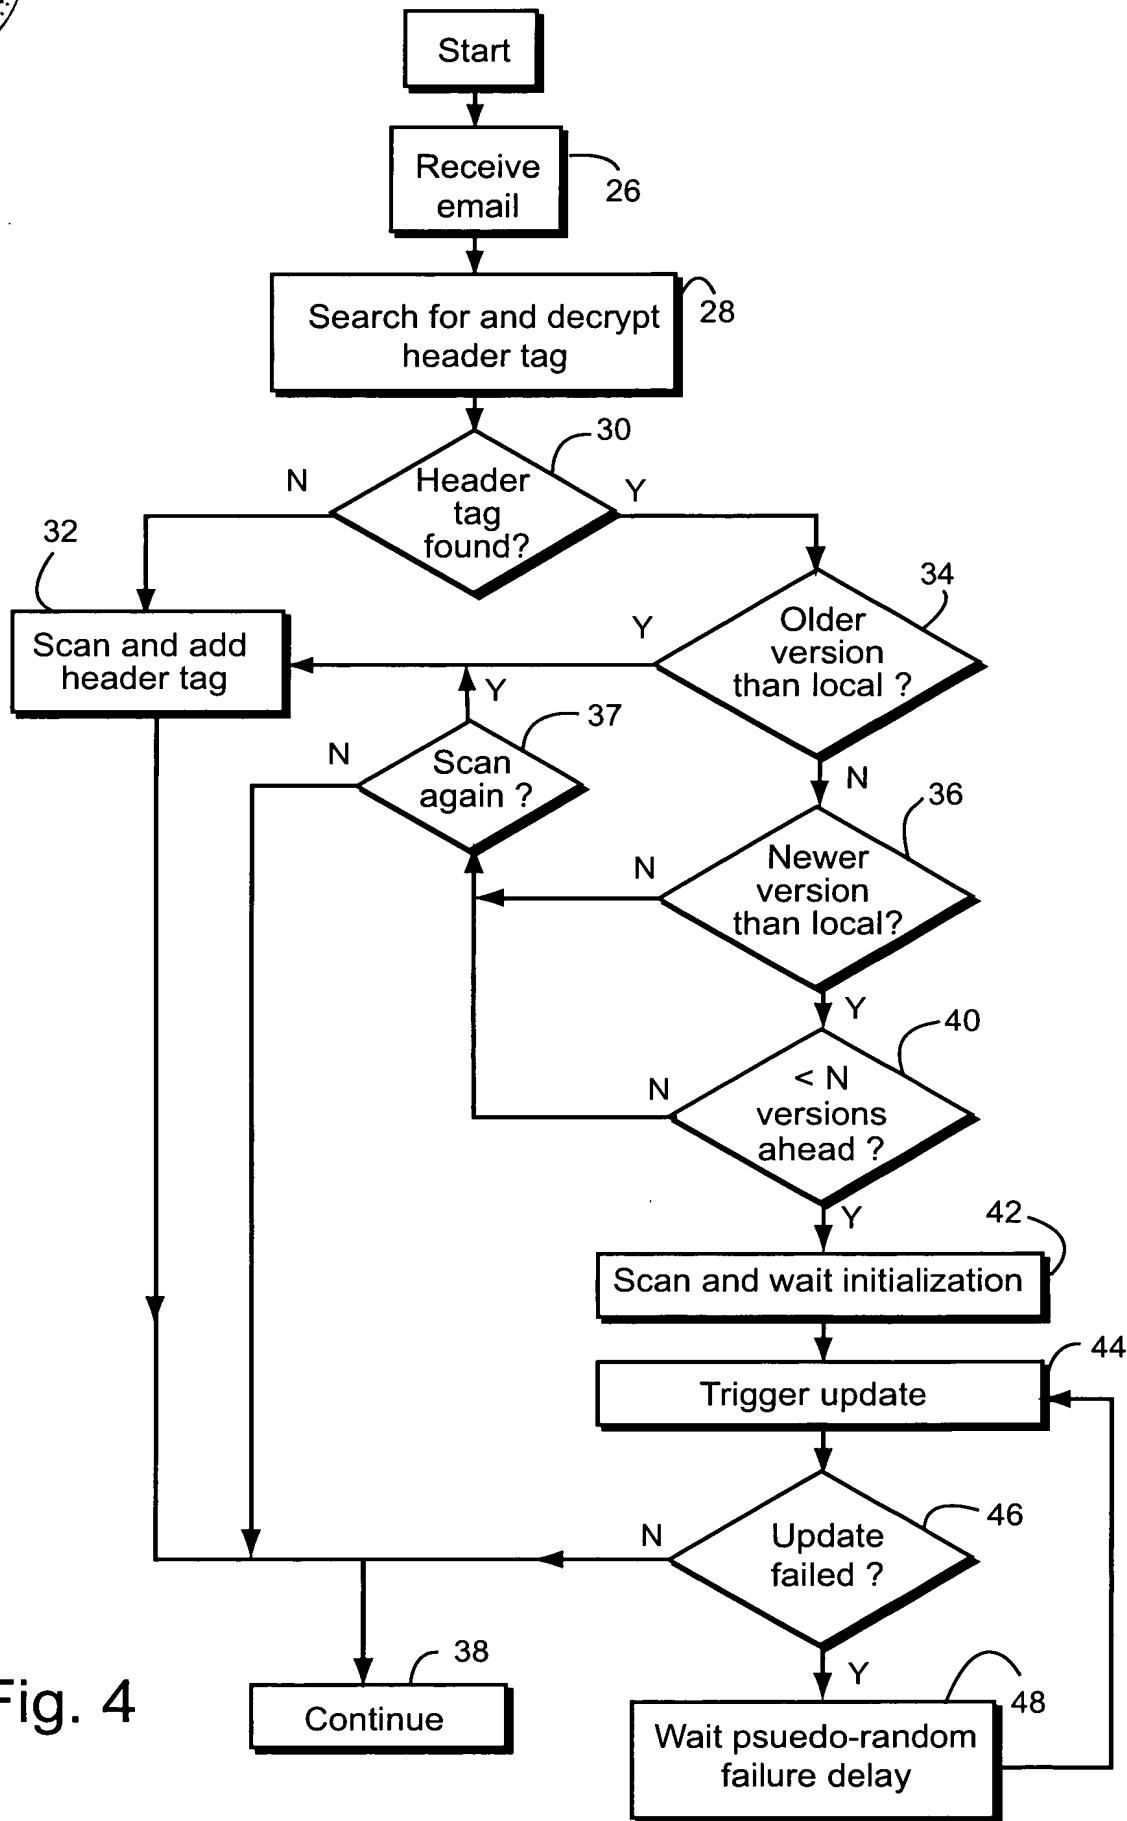 Start
Receive
email
26
Search for and decrypt
header tag
28
30
N
Header
tag
found?
Y
32
34
Scan and add
header tag
Y
Older
version
than local ?
Y
37
N
Scan
again ?
N
36
N
Newer
version
than local?
Y
40
N
< N
versions
ahead ?
Y
42
Scan and wait initialization
44
Trigger update
46
N
Update
failed ?
Y
38
Continue
48
Wait psuedo-random
failure delay
Fig. 4